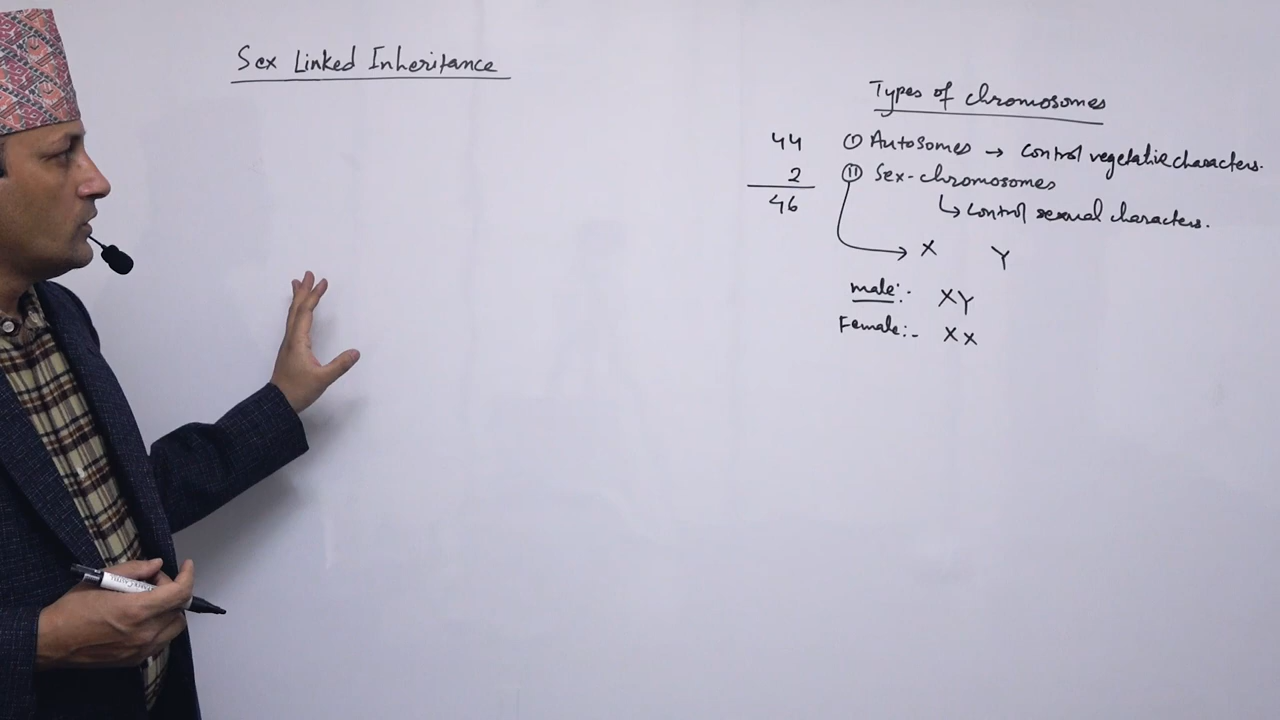 Sex Linked Inheritance
Types of chromosomes
44 ① Autosomes → control vegetative characters.
2 ⑪ Sex-chromosomes
46 ↳ control sexual characters.
X Y
male:- XY
Female:- XX